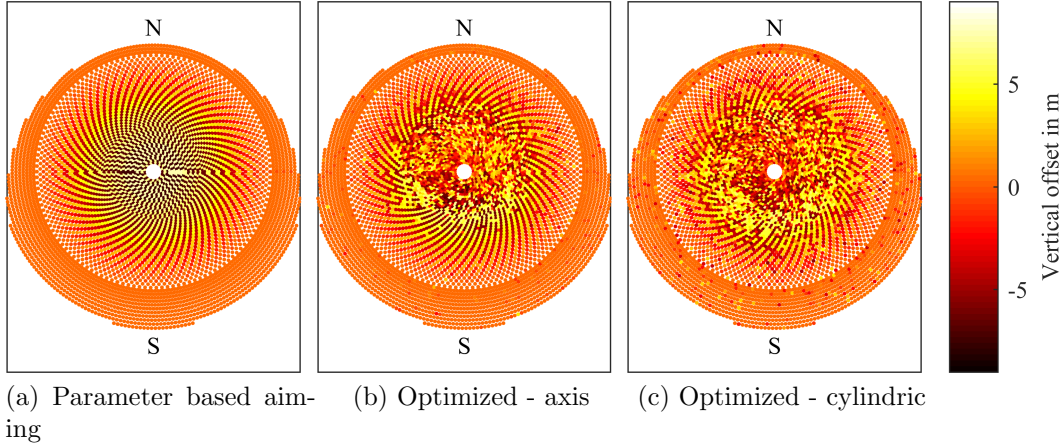 N
N
N
S
S
S
5
0
-5
Vertical offset in m
(a) Parameter based aim-
ing
(b) Optimized - axis
(c) Optimized - cylindric